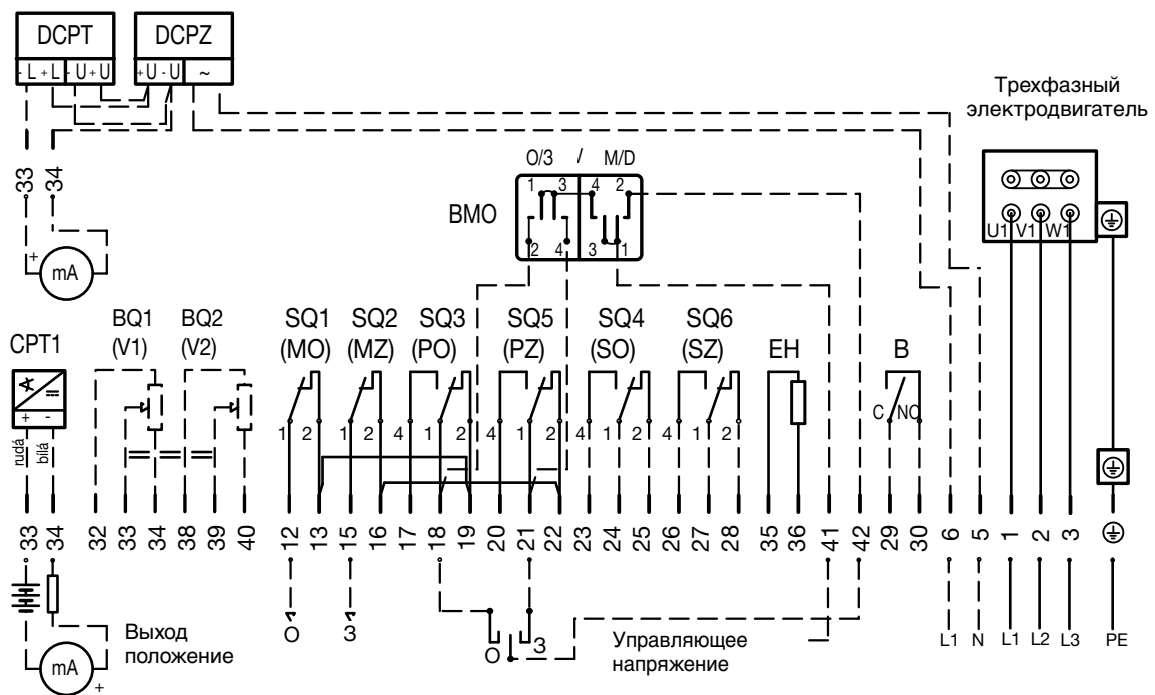 DCPT DCPZ
- L + L - U + U + U - U ~
Трехфазный
электродвигатель
O/3 / M/D
1 3 4 2
BMO
2 4 3 1
U1 V1 W1
33 34
+ mA
BQ1 BQ2
(V1) (V2)
CPT1
+ -
rudá
bílá
SQ1 SQ2 SQ3 SQ5 SQ4 SQ6
(MO) (MZ) (PO) (PZ) (SO) (SZ) EH B
C NC
1 2 1 2 4 1 2 4 1 2 4 1 2 4 1 2
33 34 32 33 34 38 39 40 12 13 15 16 17 18 19 20 21 22 23 24 25 26 27 28 35 36 41 42 29 30 6 5 1 2 3
O З
O З
Выход
положение
mA +
Управляющее
напряжение
L1 N L1 L2 L3 PE